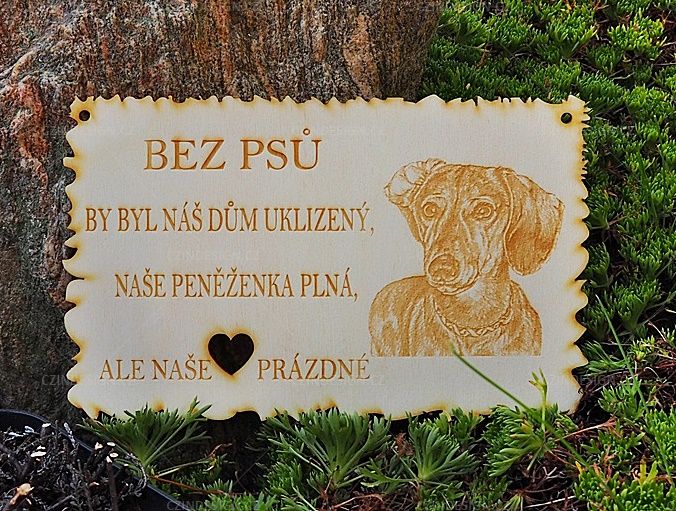 BEZ PSŮ
BY BYL NÁŠ DŮM UKLIZENÝ,
NAŠE PENĚŽENKA PLNÁ,
ALE NAŠE PRÁZDNÉ